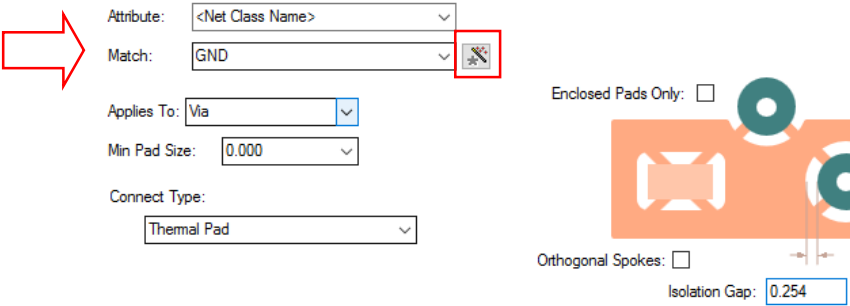 Attribute: <Net Class Name>
Match: GND
Applies To: Via
Enclosed Pads Only:
Min Pad Size: 0.000
Connect Type:
Thermal Pad
Orthogonal Spokes:
Isolation Gap: 0.254